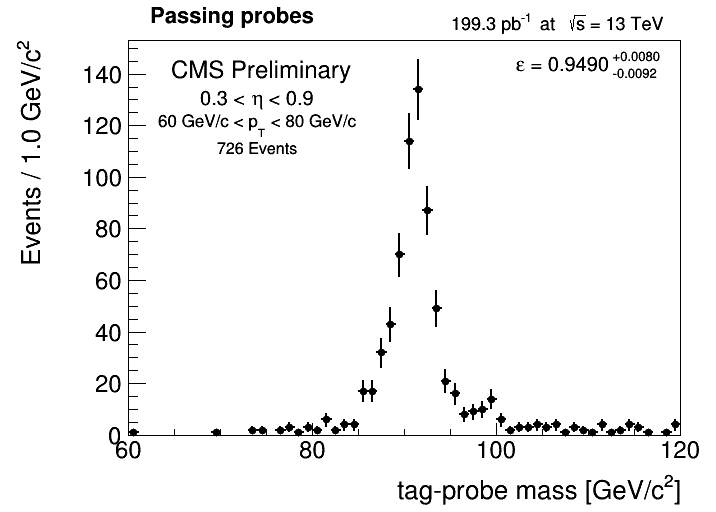 Passing probes
199.3 pb⁻¹ at √s = 13 TeV
CMS Preliminary
0.3 < η < 0.9
60 GeV/c < p_T < 80 GeV/c
726 Events
ε = 0.9490 +0.0080 -0.0092
Events / 1.0 GeV/c²
140
120
100
80
60
40
20
0
60 80 100 120
tag-probe mass [GeV/c²]